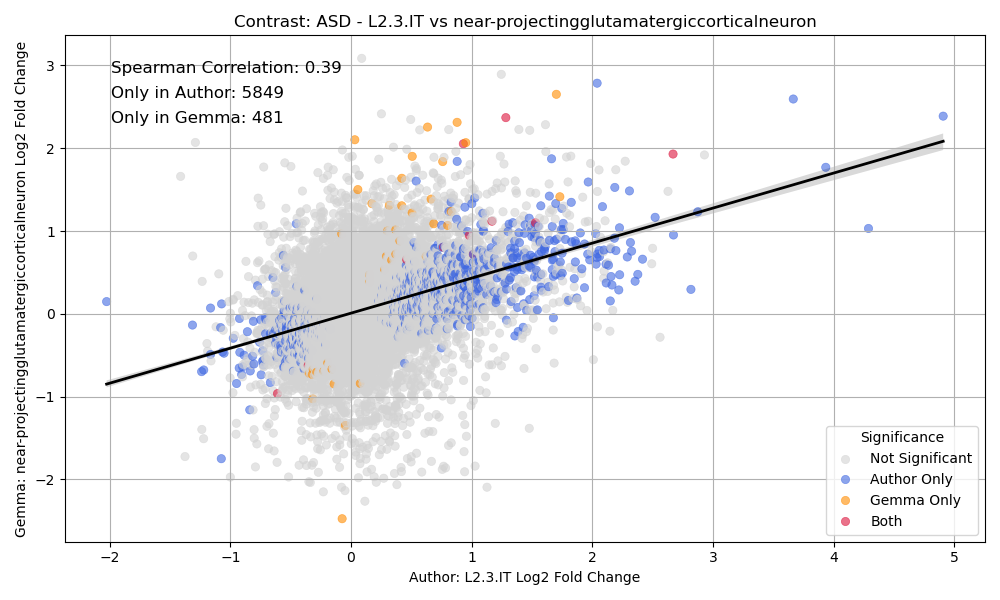 Contrast: ASD - L2.3.IT vs near-projectingglutamatergiccorticalneuron
Gemma: near-projectingglutamatergiccorticalneuron Log2 Fold Change
3
2
1
0
−1
−2
Spearman Correlation: 0.39
Only in Author: 5849
Only in Gemma: 481
Significance
Not Significant
Author Only
Gemma Only
Both
−2
−1
0
1
2
3
4
5
Author: L2.3.IT Log2 Fold Change